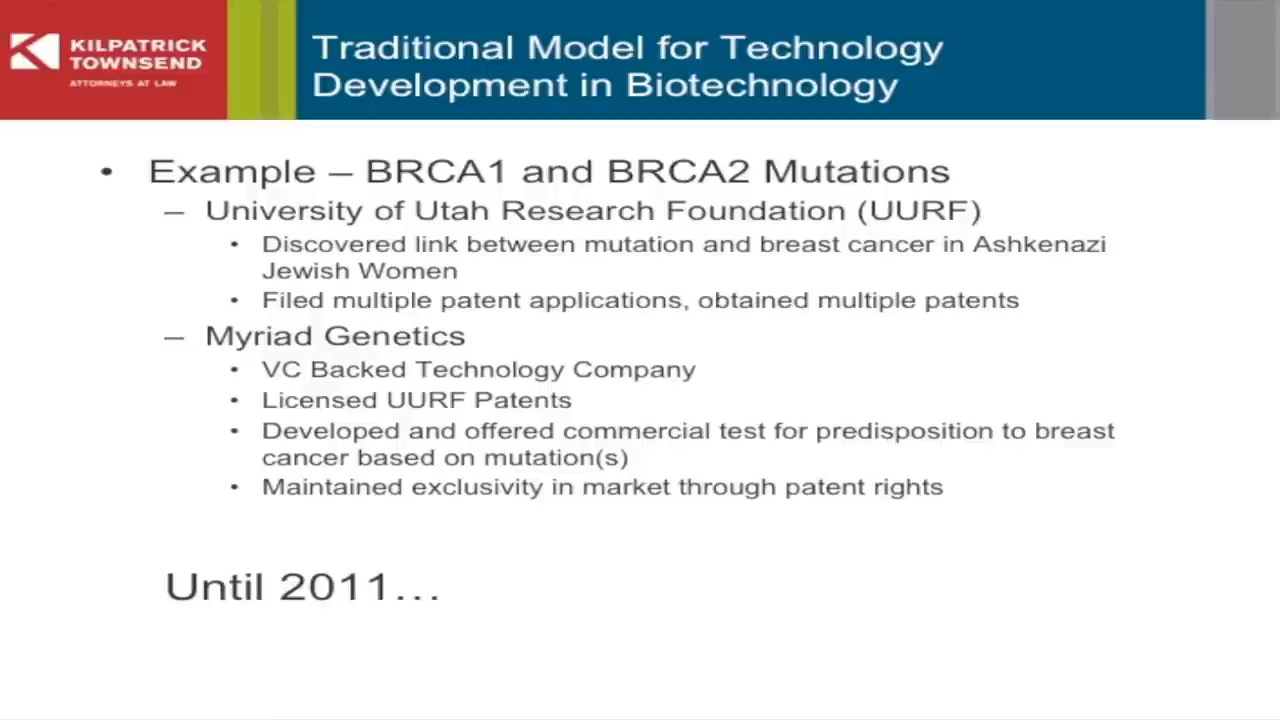 KILPATRICK
TOWNSEND
ATTORNEYS AT LAW
Traditional Model for Technology
Development in Biotechnology
• Example – BRCA1 and BRCA2 Mutations
– University of Utah Research Foundation (UURF)
• Discovered link between mutation and breast cancer in Ashkenazi
Jewish Women
• Filed multiple patent applications, obtained multiple patents
– Myriad Genetics
• VC Backed Technology Company
• Licensed UURF Patents
• Developed and offered commercial test for predisposition to breast
cancer based on mutation(s)
• Maintained exclusivity in market through patent rights
Until 2011…